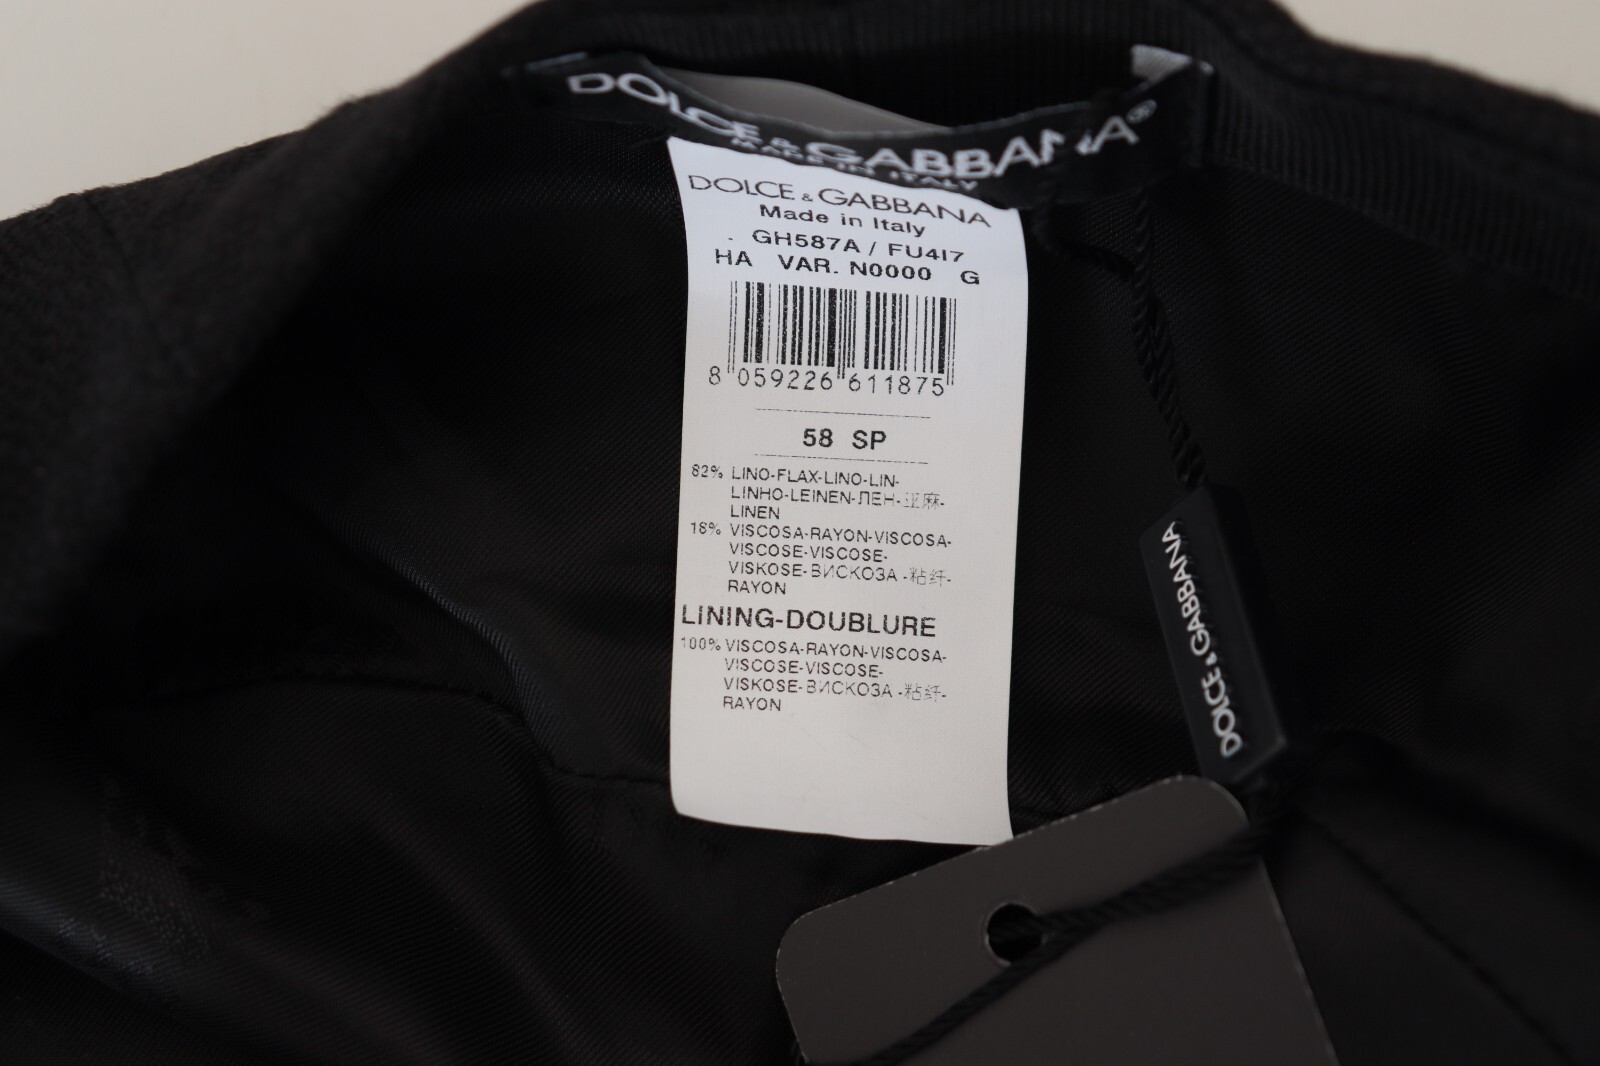 DOLCE & GABBANA®
MADE IN ITALY
DOLCE & GABBANA
Made in Italy
. GH587A / FU4I7
HA VAR. N0000 G
8 059226 611875
58 SP
82% LINO-FLAX-LINO-LIN-
LINHO-LEINEN-ЛЕН-亚麻-
LINEN
18% VISCOSA-RAYON-VISCOSA-
VISCOSE-VISCOSE-
VISKOSE-ВИСКОЗА -粘纤-
RAYON
LINING-DOUBLURE
100% VISCOSA-RAYON-VISCOSA-
VISCOSE-VISCOSE-
VISKOSE-ВИСКОЗА -粘纤-
RAYON
DOLCE & GABBANA